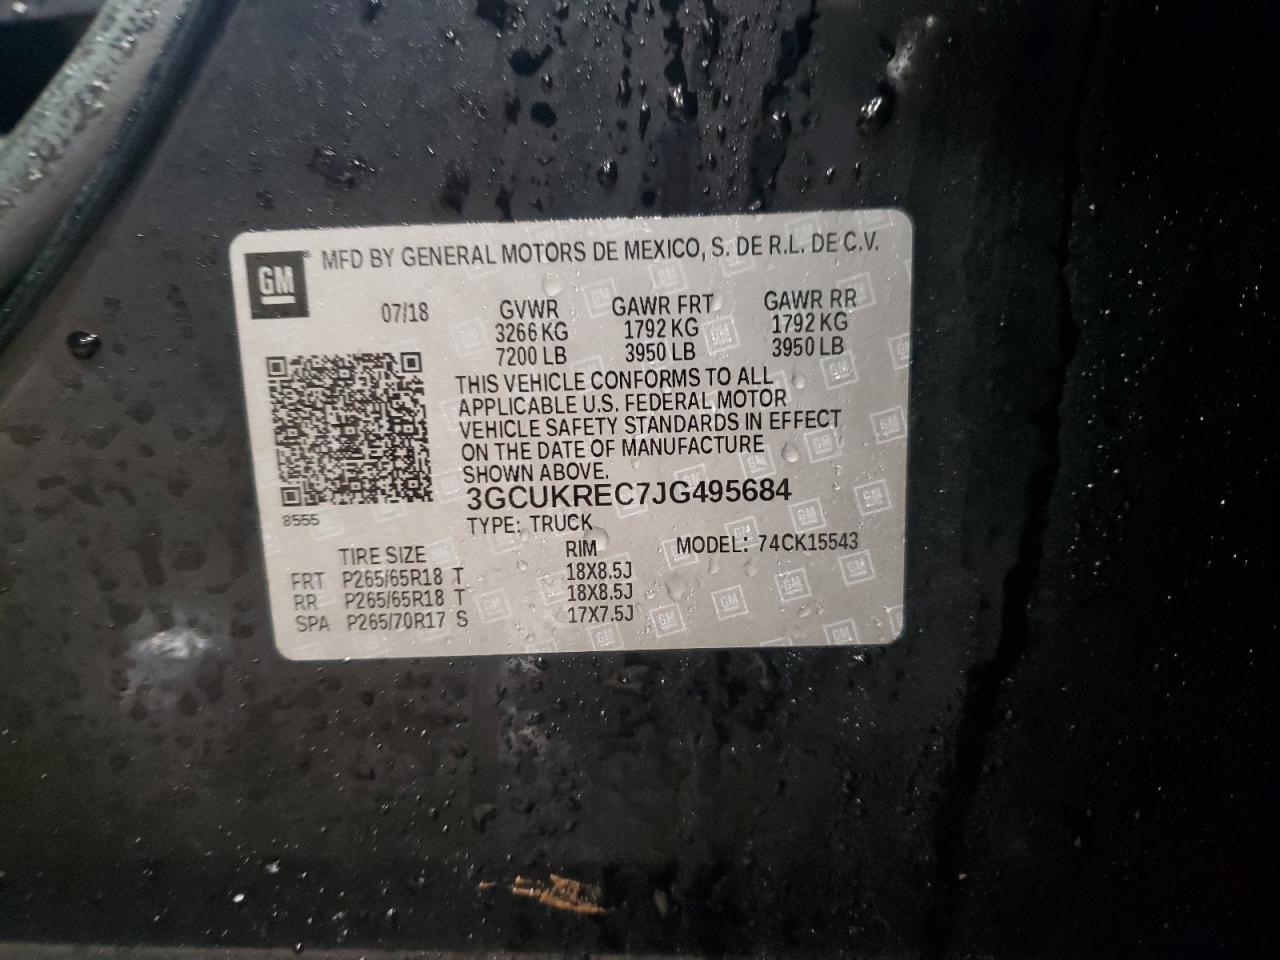 GM® MFD BY GENERAL MOTORS DE MEXICO, S. DE R.L. DE C.V.
07/18 GVWR GAWR FRT GAWR RR
3266 KG 1792 KG 1792 KG
7200 LB 3950 LB 3950 LB
THIS VEHICLE CONFORMS TO ALL
APPLICABLE U.S. FEDERAL MOTOR
VEHICLE SAFETY STANDARDS IN EFFECT
ON THE DATE OF MANUFACTURE
SHOWN ABOVE.
3GCUKREC7JG495684
8555
TYPE: TRUCK
MODEL: 74CK15543
TIRE SIZE RIM
FRT P265/65R18 T 18X8.5J
RR P265/65R18 T 18X8.5J
SPA P265/70R17 S 17X7.5J